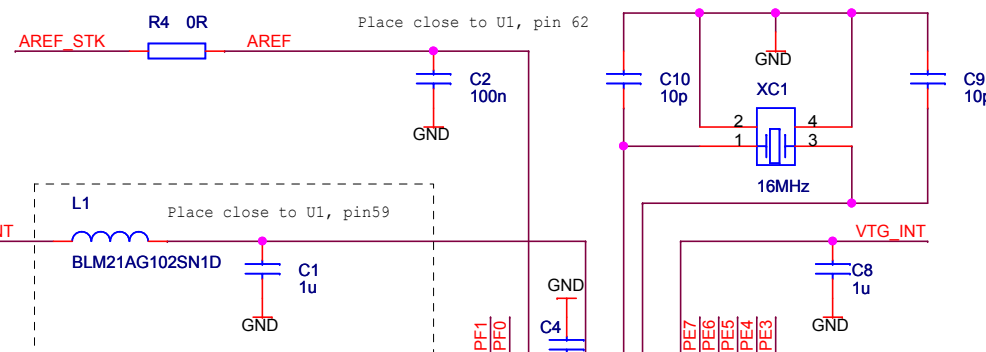 R4 0R
Place close to U1, pin 62
AREF_STK
AREF
C2
100n
GND
GND
C10
10p
XC1
2
4
1
3
16MHz
C9
10p
L1
Place close to U1, pin59
BLM21AG102SN1D
C1
1u
GND
VTG_INT
C8
1u
GND
GND
C4
PF1
PF0
PE7
PE6
PE5
PE4
PE3